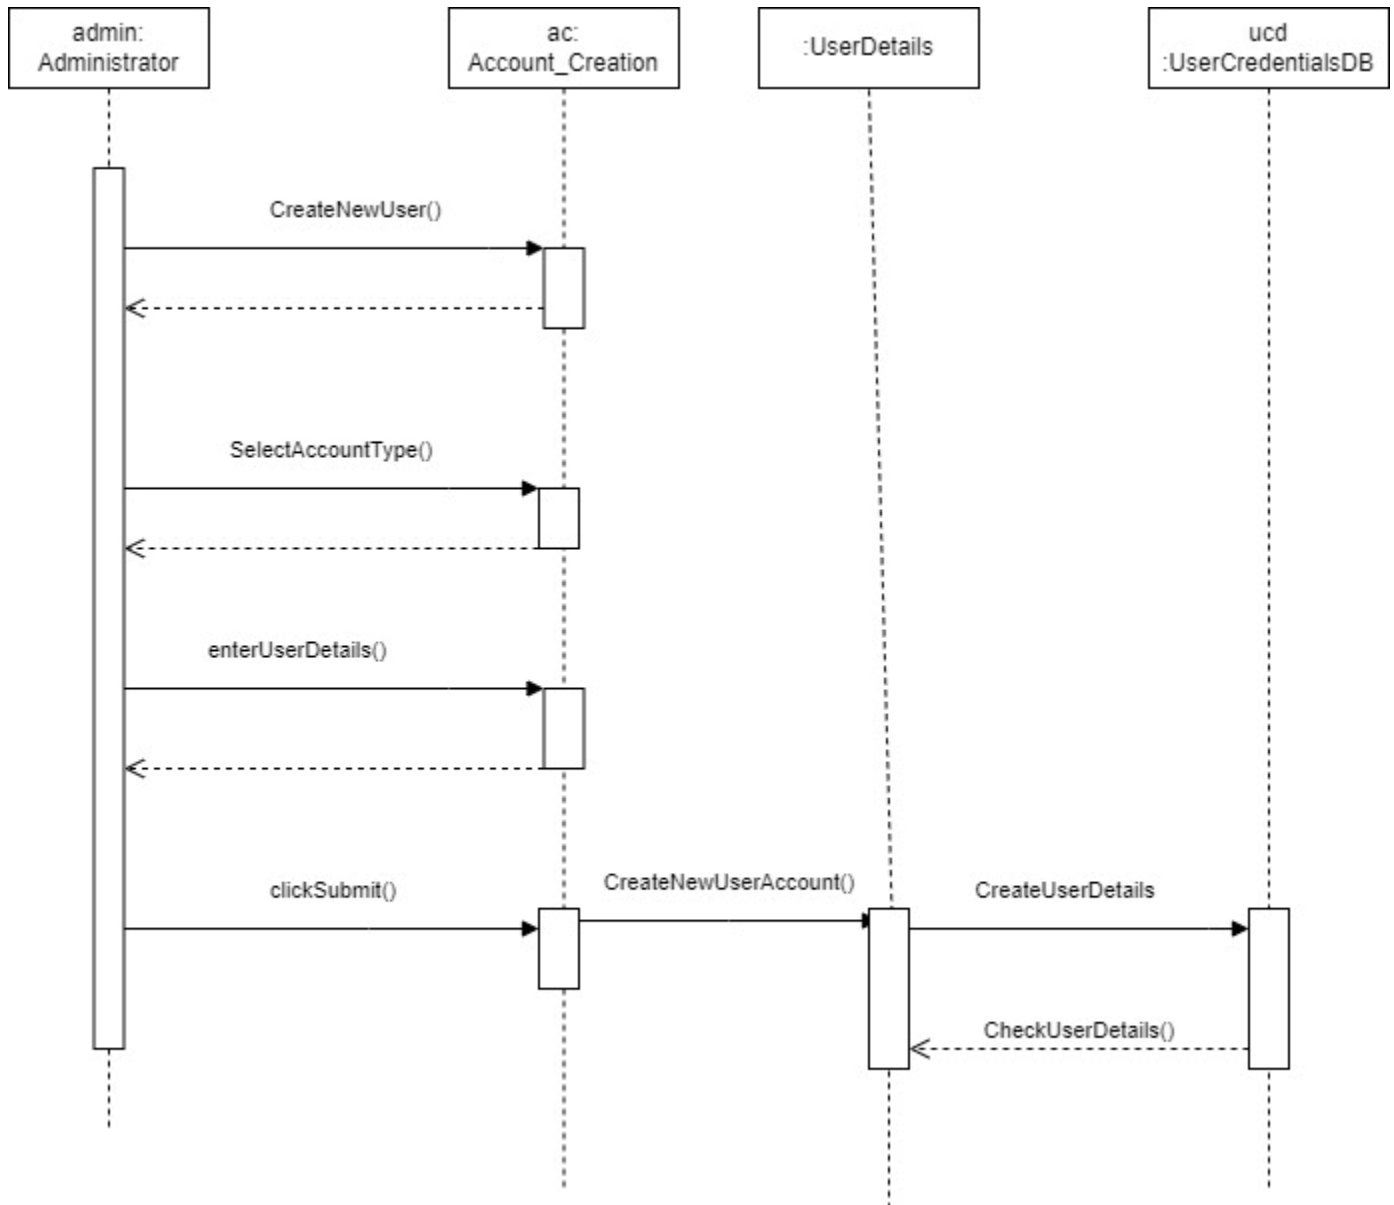 admin:
Administrator
ac:
Account_Creation
:UserDetails
ucd
:UserCredentialsDB
CreateNewUser()
SelectAccountType()
enterUserDetails()
clickSubmit()
CreateNewUserAccount()
CreateUserDetails
CheckUserDetails()